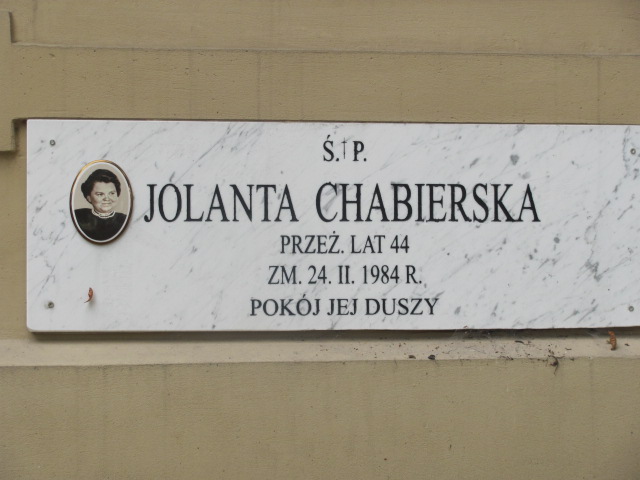 Ś. P.
JOLANTA CHABIERSKA
PRZEŻ. LAT 44
ZM. 24. II. 1984 R.
POKÓJ JEJ DUSZY